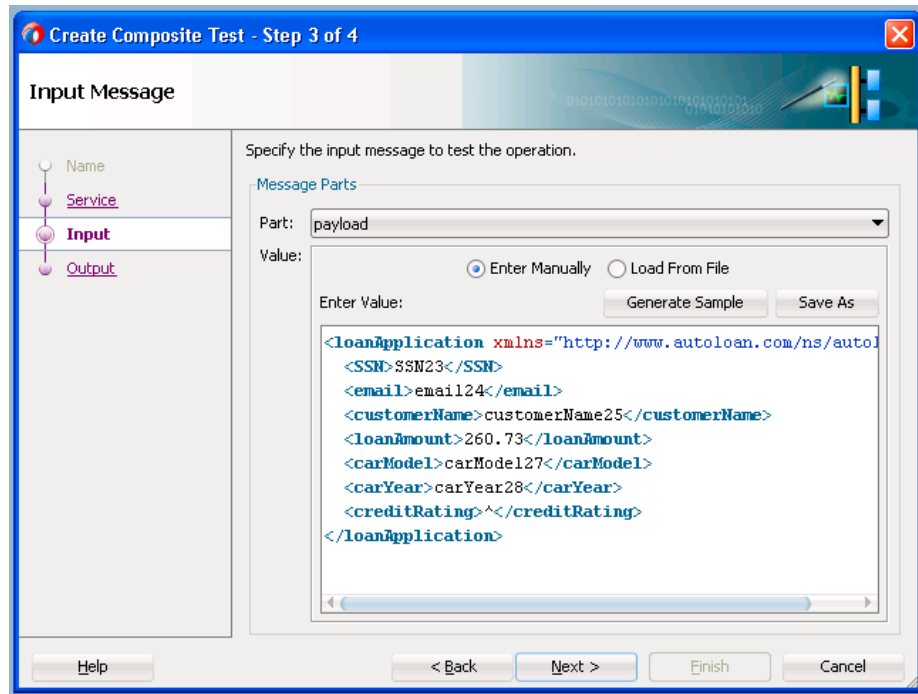 Create Composite Test - Step 3 of 4
Input Message
Name
Service
Input
Output
Specify the input message to test the operation.
Message Parts
Part: payload
Value:
Enter Manually Load From File
Enter Value: Generate Sample Save As
<loanApplication xmlns="http://www.autoloan.com/ns/autol
<SSN>SSN23</SSN>
<email>email24</email>
<customerName>customerName25</customerName>
<loanAmount>260.73</loanAmount>
<carModel>carModel27</carModel>
<carYear>carYear28</carYear>
<creditRating>^</creditRating>
</loanApplication>
Help < Back Next > Finish Cancel